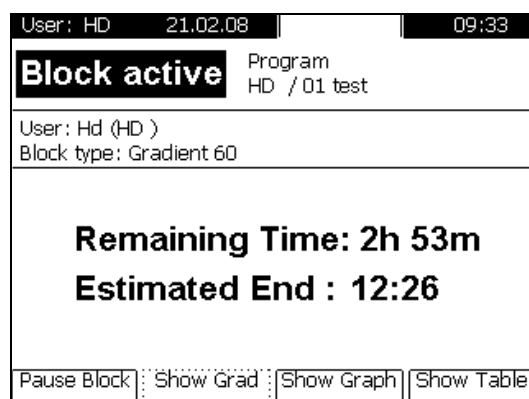 User: HD 21.02.08 09:33
Block active
Program
HD / 01 test
User: Hd (HD )
Block type: Gradient 60
Remaining Time: 2h 53m
Estimated End : 12:26
Pause Block Show Grad Show Graph Show Table